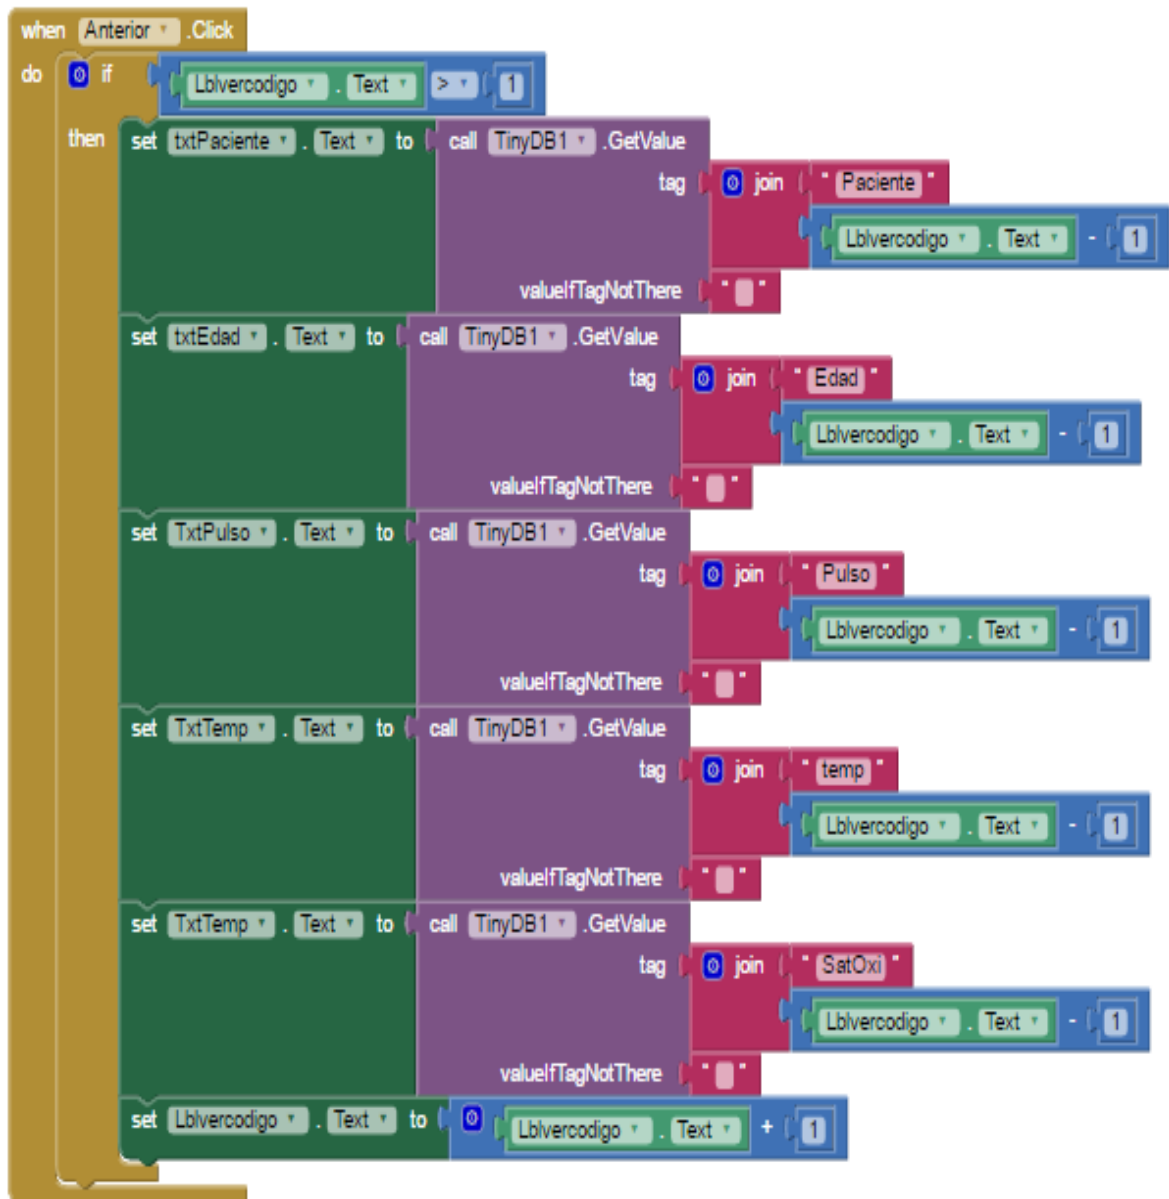 when Anterior .Click
do if Lblvercodigo . Text > 1
then set txtPaciente . Text to call TinyDB1 .GetValue
tag join " Paciente "
Lblvercodigo . Text - 1
valueIfTagNotThere " "
set txtEdad . Text to call TinyDB1 .GetValue
tag join " Edad "
Lblvercodigo . Text - 1
valueIfTagNotThere " "
set TxtPulso . Text to call TinyDB1 .GetValue
tag join " Pulso "
Lblvercodigo . Text - 1
valueIfTagNotThere " "
set TxtTemp . Text to call TinyDB1 .GetValue
tag join " temp "
Lblvercodigo . Text - 1
valueIfTagNotThere " "
set TxtTemp . Text to call TinyDB1 .GetValue
tag join " SatOxi "
Lblvercodigo . Text - 1
valueIfTagNotThere " "
set Lblvercodigo . Text to Lblvercodigo . Text + 1